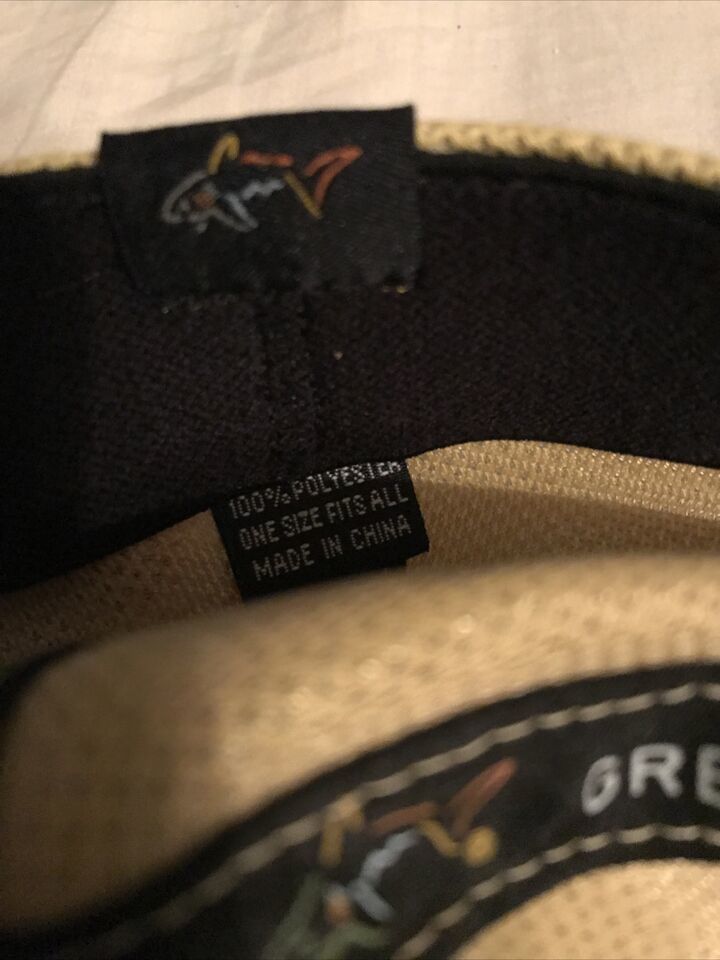 100% POLYESTER
ONE SIZE FITS ALL
MADE IN CHINA
GRE